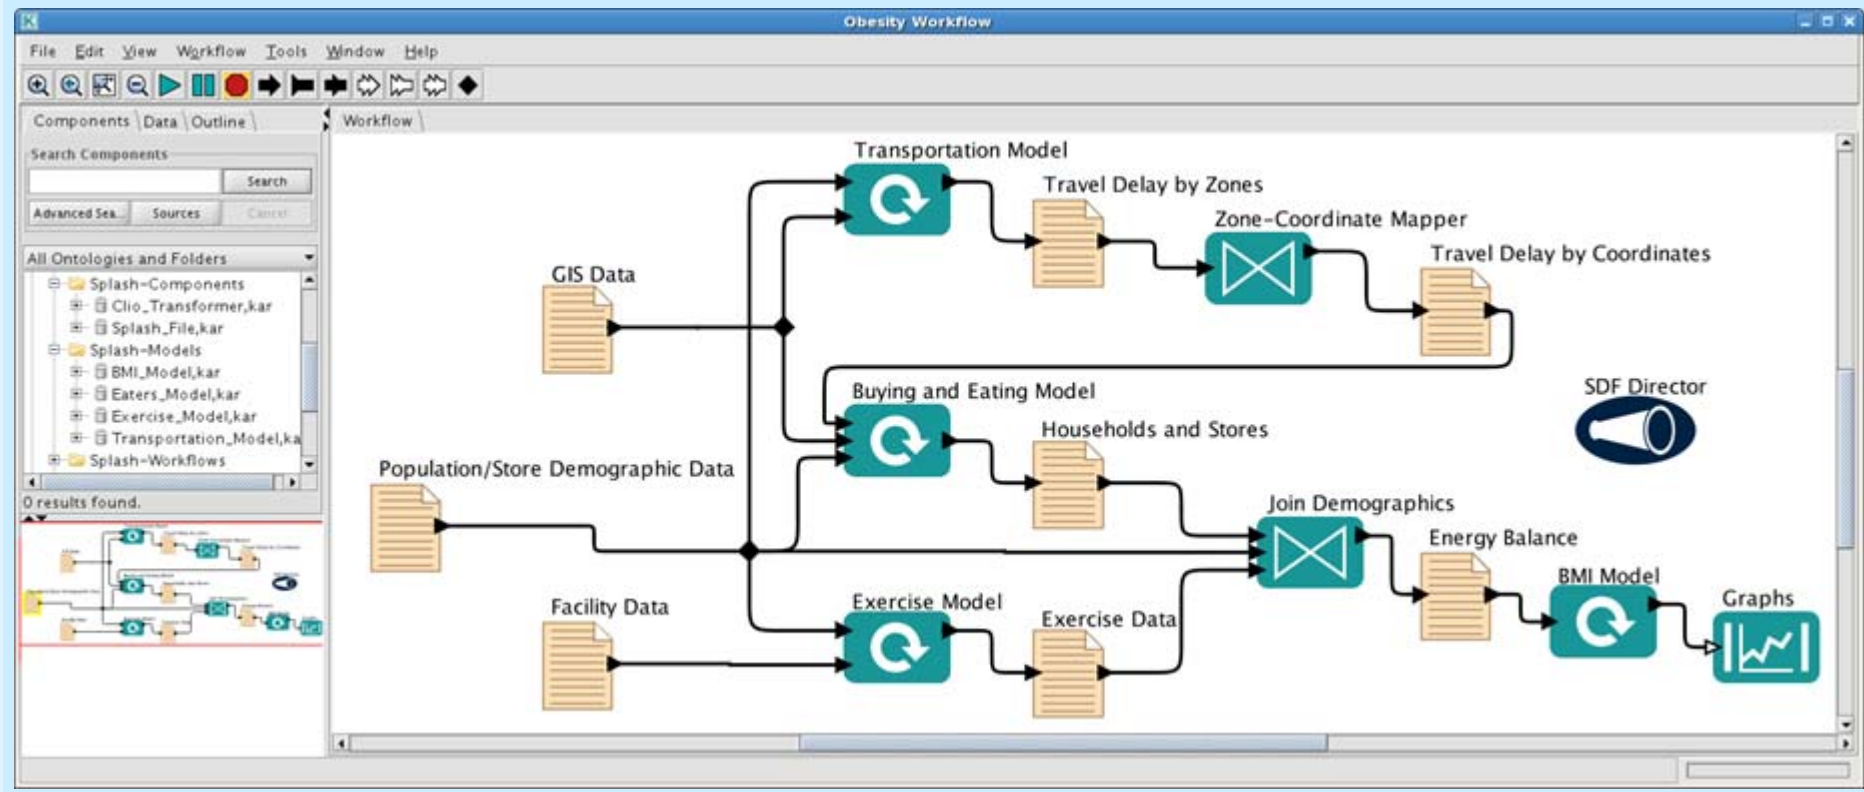 Obesity Workflow
File Edit View Workflow Tools Window Help
Components Data Outline
Workflow
Search Components
Search
Advanced Sea... Sources Cancel
All Ontologies and Folders
Splash-Components
Clio_Transformer,kar
Splash_File,kar
Splash-Models
BMI_Model,kar
Eaters_Model,kar
Exercise_Model,kar
Transportation_Model,ka
Splash-Workflows
0 results found.
Transportation Model
Travel Delay by Zones
Zone-Coordinate Mapper
Travel Delay by Coordinates
GIS Data
Buying and Eating Model
SDF Director
Households and Stores
Population/Store Demographic Data
Join Demographics
Energy Balance
BMI Model
Graphs
Facility Data
Exercise Model
Exercise Data